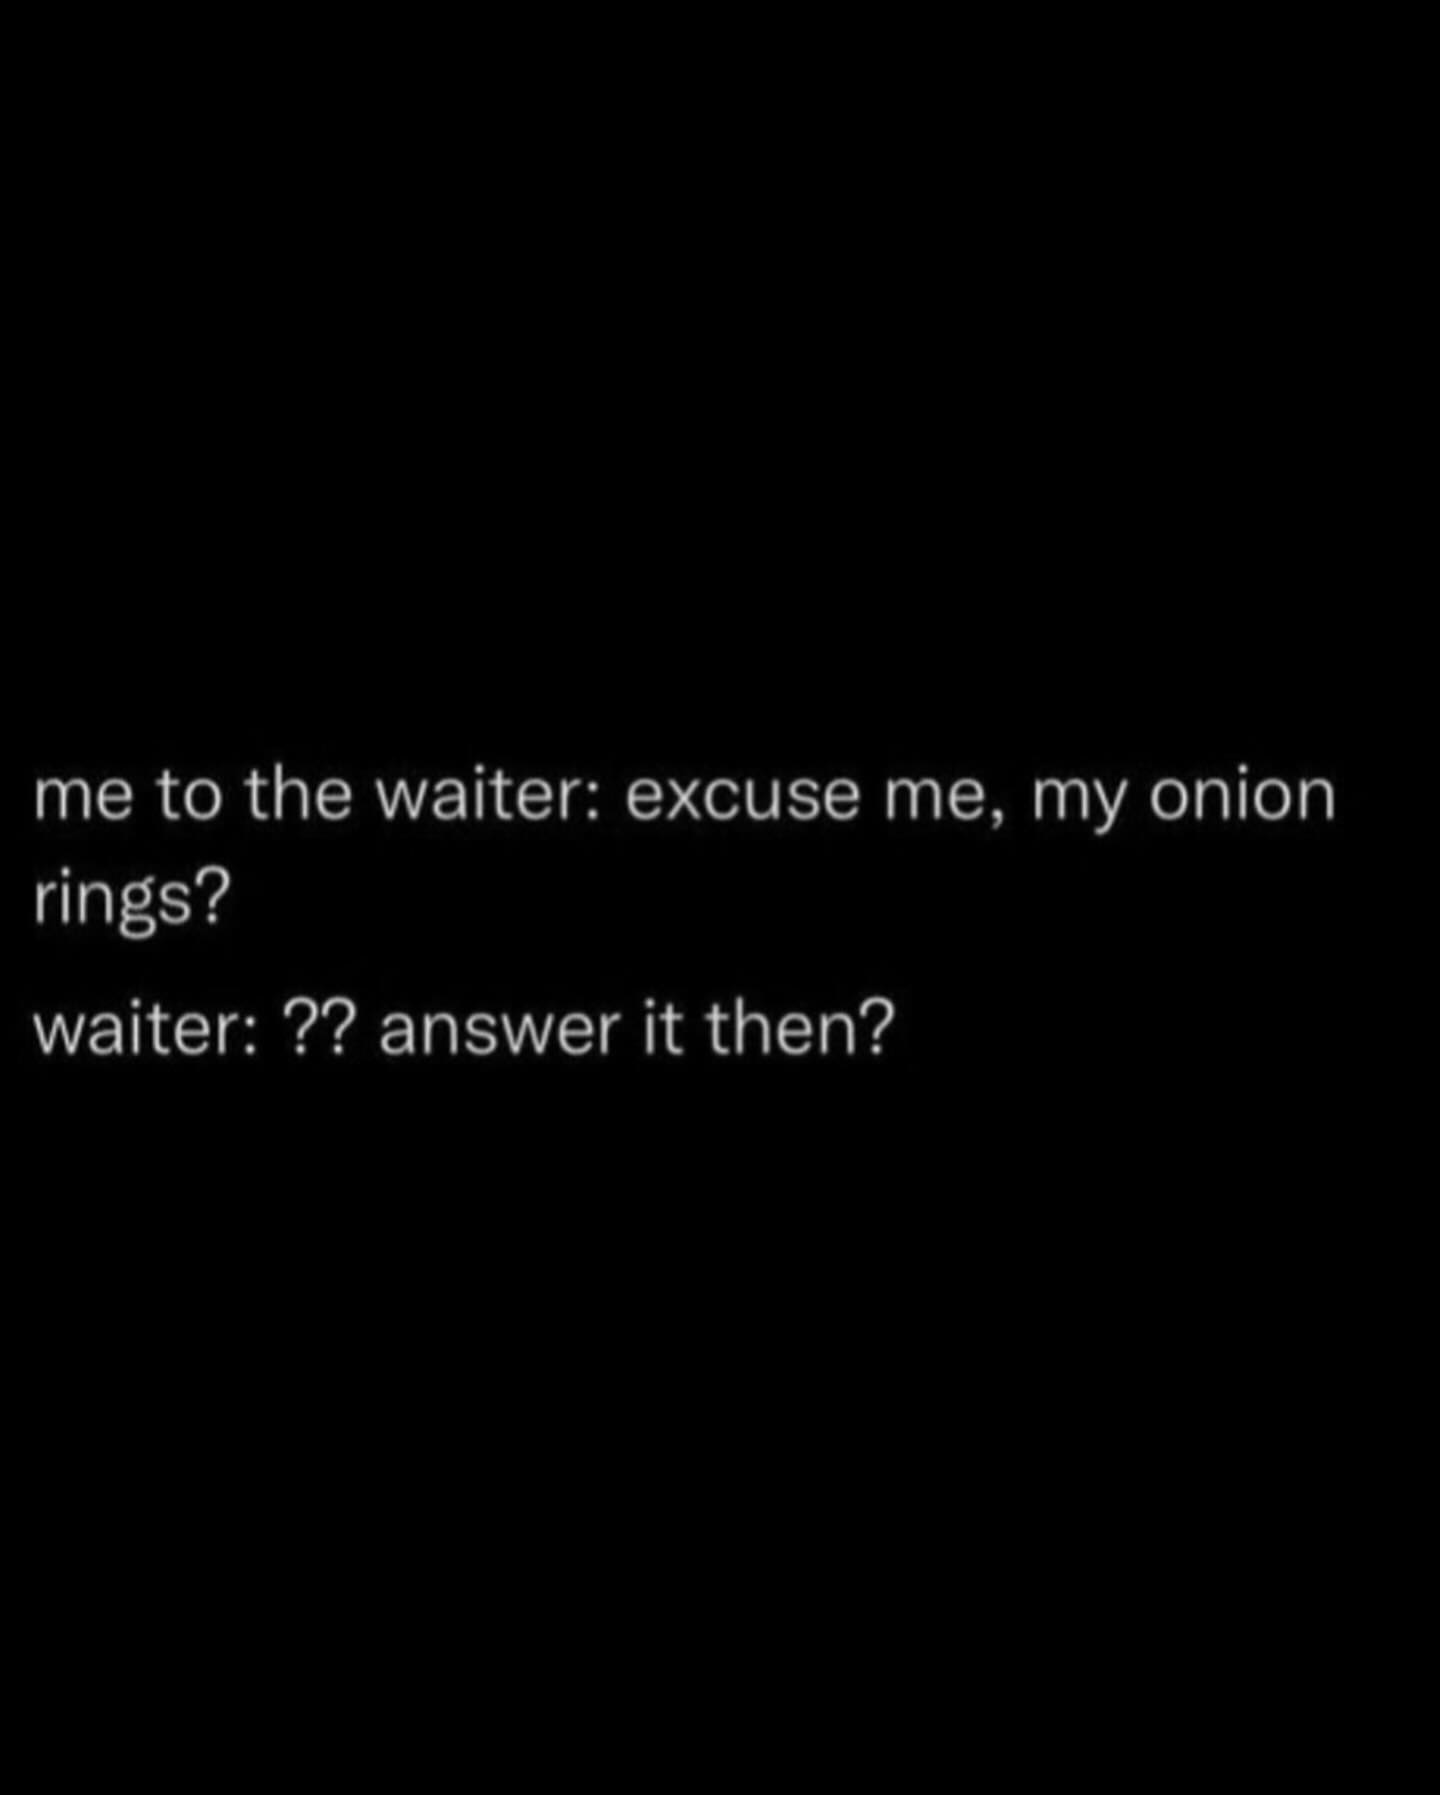 me to the waiter: excuse me, my onion
rings?
waiter: ?? answer it then?